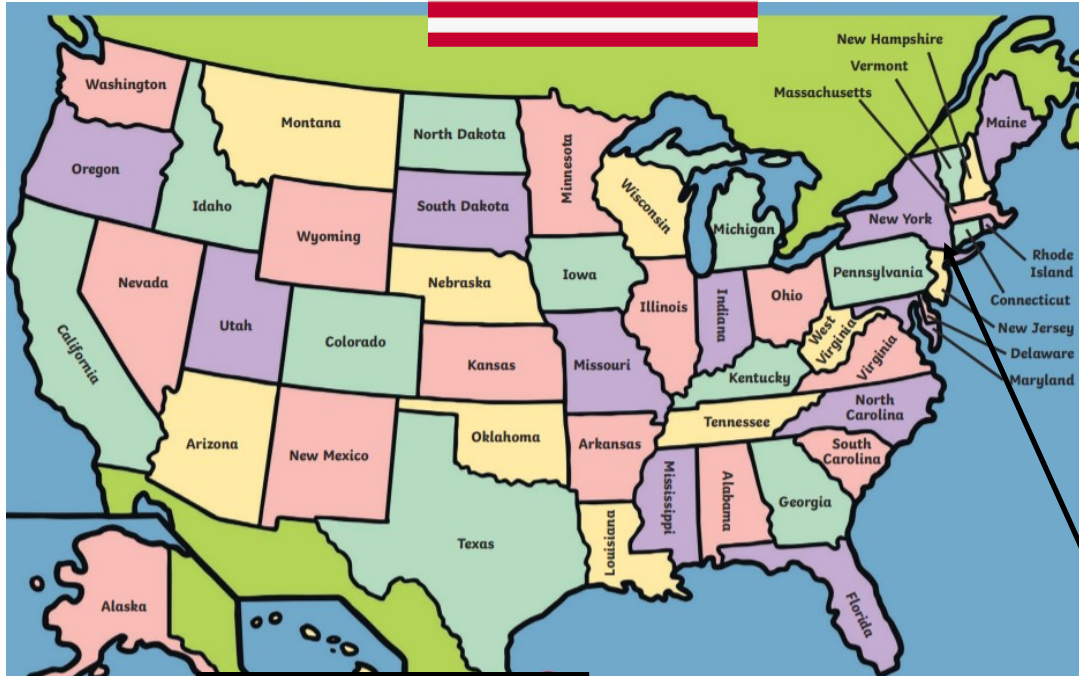 New Hampshire
Vermont
Massachusetts
Washington
Montana
North Dakota
Minnesota
Maine
Oregon
Idaho
Wyoming
South Dakota
Wisconsin
Michigan
New York
Rhode
Island
Nevada
Utah
Colorado
Nebraska
Iowa
Illinois
Indiana
Ohio
Pennsylvania
Connecticut
New Jersey
Delaware
Maryland
California
Kansas
Missouri
Kentucky
West
Virginia
Virginia
Arizona
New Mexico
Oklahoma
Arkansas
Tennessee
North
Carolina
South
Carolina
Texas
Louisiana
Mississippi
Alabama
Georgia
Florida
Alaska